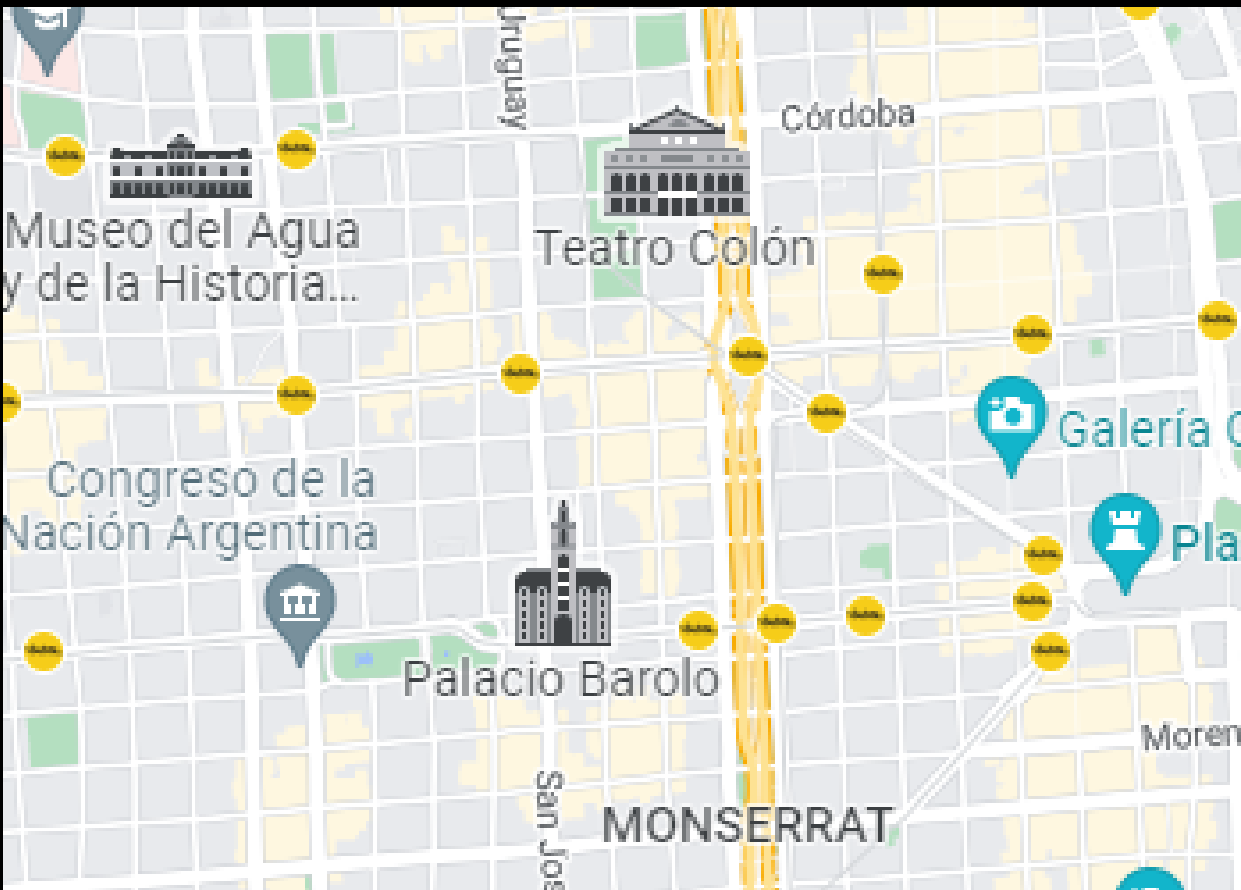 Uruguay
Córdoba
Museo del Agua
y de la Historia...
Teatro Colón
Galería
Congreso de la
Nación Argentina
Pla
Palacio Barolo
Moren
San Jos
MONSERRAT